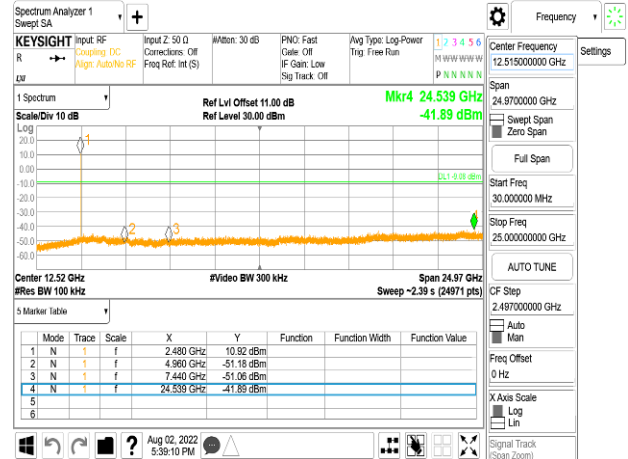 Spectrum Analyzer 1
Swept SA
Frequency
KEYSIGHT
R
Input: RF
Coupling: DC
Align: Auto/No RF
Input Z: 50 Ω
Corrections: Off
Freq Ref: Int (S)
#Atten: 30 dB
PNO: Fast
Gate: Off
IF Gain: Low
Sig Track: Off
Avg Type: Log-Power
Trig: Free Run
1 2 3 4 5 6
M W W W W W
P N N N N N
Settings
Center Frequency
12.515000000 GHz
Span
24.9700000 GHz
Swept Span
Zero Span
Full Span
Start Freq
30.000000 MHz
Stop Freq
25.000000000 GHz
AUTO TUNE
CF Step
2.497000000 GHz
Auto
Man
Freq Offset
0 Hz
X Axis Scale
Log
Lin
Signal Track
(Span Zoom)
1 Spectrum
Scale/Div 10 dB
Ref Lvl Offset 11.00 dB
Ref Level 30.00 dBm
Mkr4 24.539 GHz
-41.89 dBm
Log
20.0
10.0
0.00
-10.0
-20.0
-30.0
-40.0
-50.0
-60.0
1
2
3
Center 12.52 GHz
#Video BW 300 kHz
Span 24.97 GHz
#Res BW 100 kHz
Sweep ~2.39 s (24971 pts)
5 Marker Table
Mode Trace Scale X Y Function Function Width Function Value
1 N 1 f 2.480 GHz 10.92 dBm
2 N 1 f 4.960 GHz -51.18 dBm
3 N 1 f 7.440 GHz -51.06 dBm
4 N 1 f 24.539 GHz -41.89 dBm
5
6
?
Aug 02, 2022
5:39:10 PM